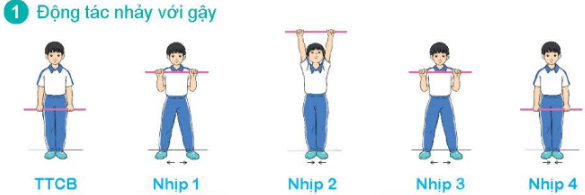 1 Động tác nhảy với gậy
TTCB Nhịp 1 Nhịp 2 Nhịp 3 Nhịp 4